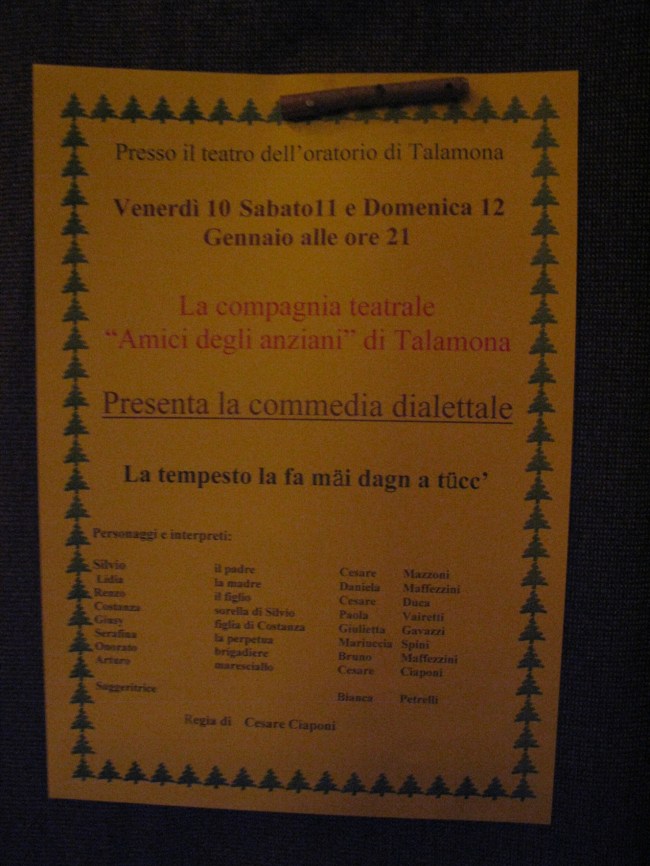 Presso il teatro dell'oratorio di Talamona
Venerdì 10 Sabato11 e Domenica 12
Gennaio alle ore 21
La compagnia teatrale
“Amici degli anziani” di Talamona
Presenta la commedia dialettale
La tempesto la fa mäi dagn a tücc’
Personaggi e interpreti:
Silvio il padre Cesare Mazzoni
Lidia la madre Daniela Maffezzini
Renzo il figlio Cesare Duca
Costanza sorella di Silvio Paola Vairetti
Giusy figlia di Costanza Giulietta Gavazzi
Serafina la perpetua Mariuccia Spini
Onorato brigadiere Bruno Maffezzini
Arturo maresciallo Cesare Ciaponi
Suggeritrice Bianca Petrelli
Regia di Cesare Ciaponi